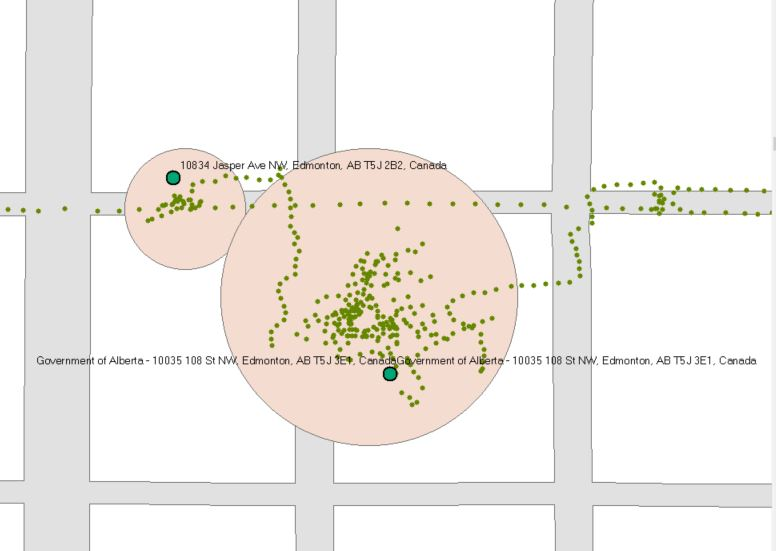 10834 Jasper Ave NW, Edmonton, AB T5J 2B2, Canada
Government of Alberta - 10035 108 St NW, Edmonton, AB T5J 3E1, CanadaGovernment of Alberta - 10035 108 St NW, Edmonton, AB T5J 3E1, Canada